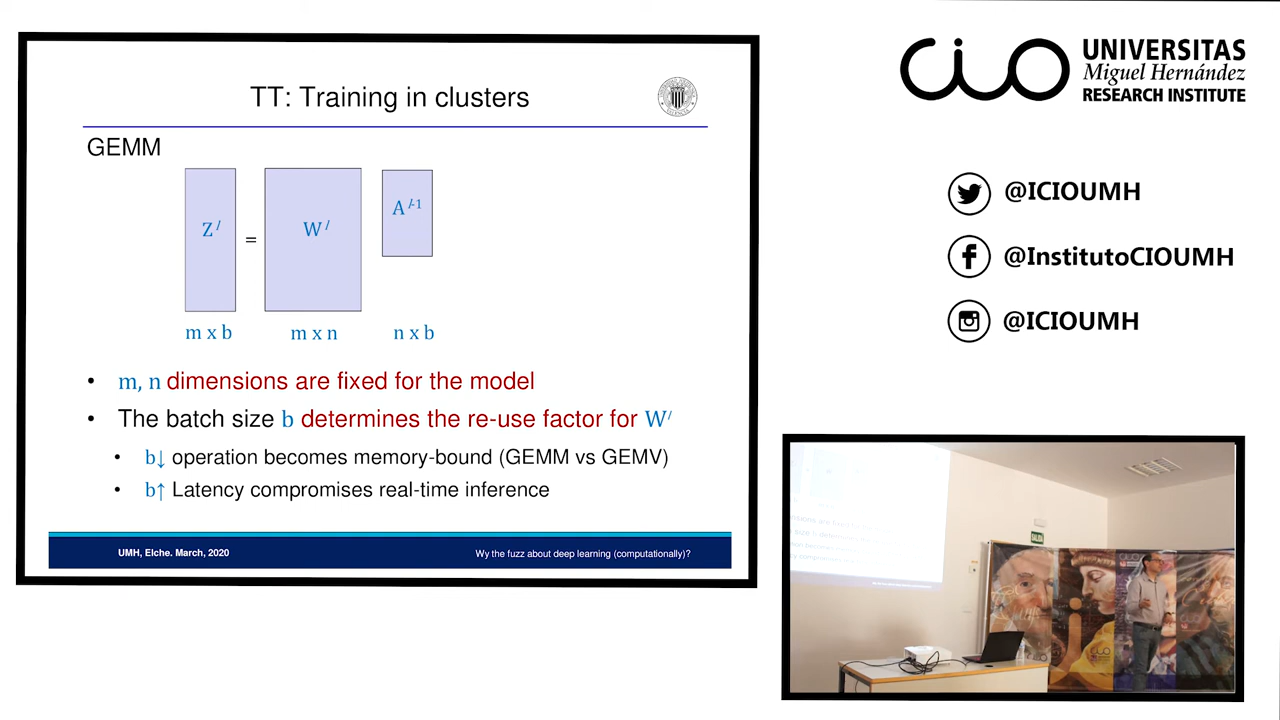 TT: Training in clusters
GEMM
Z^l = W^l A^l-1
m x b m x n n x b
• m, n dimensions are fixed for the model
• The batch size b determines the re-use factor for W^l
• b↓ operation becomes memory-bound (GEMM vs GEMV)
• b↑ Latency compromises real-time inference
UMH, Elche. March, 2020 Wy the fuzz about deep learning (computationally)?
cio UNIVERSITAS
Miguel Hernández
RESEARCH INSTITUTE
@ICIOUMH
@InstitutoCIOUMH
@ICIOUMH
SALIDA